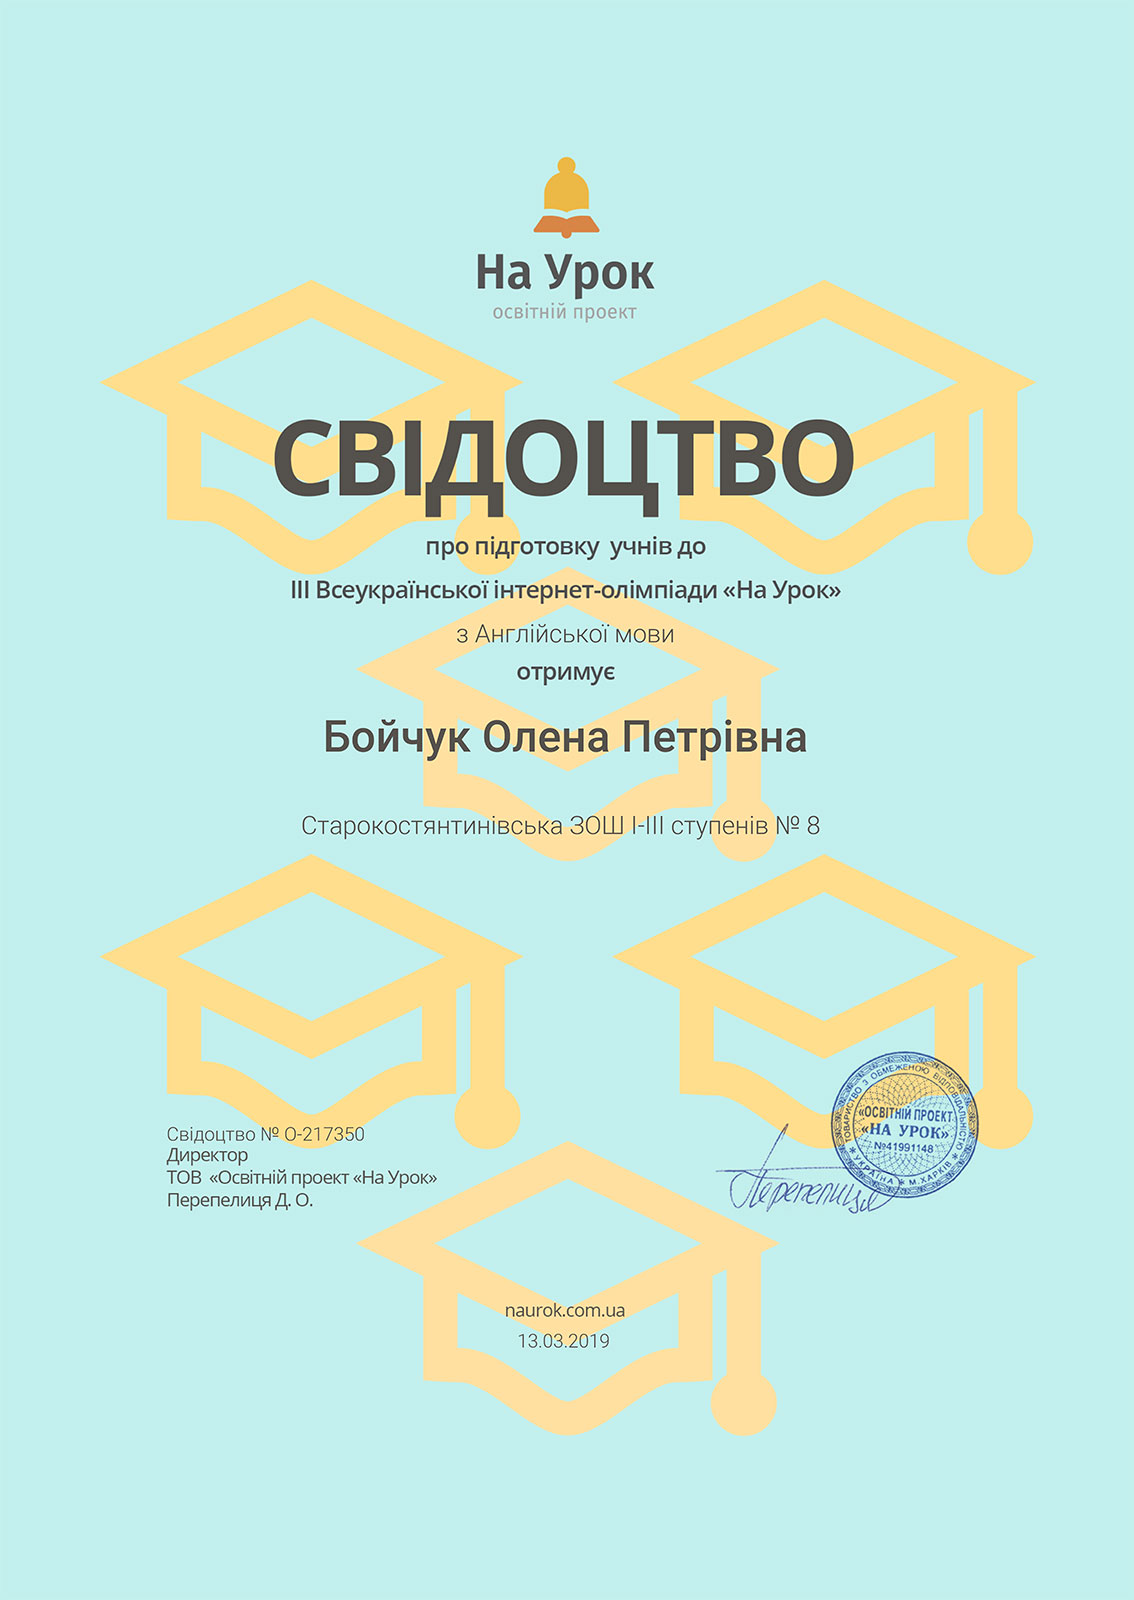 На Урок
освітній проект
СВІДОЦТВО
про підготовку учнів до
III Всеукраїнської інтернет-олімпіади «На Урок»
з Англійської мови
отримує
Бойчук Олена Петрівна
Старокостянтинівська ЗОШ І-ІІІ ступенів № 8
Свідоцтво № О-217350
Директор
ТОВ «Освітній проект «На Урок»
Перепелиця Д. О.
ТОВАРИСТВО З ОБМЕЖЕНОЮ ВІДПОВІДАЛЬНІСТЮ
«ОСВІТНІЙ ПРОЕКТ
«НА УРОК»
№41991148
* УКРАЇНА * М.ХАРКІВ *
Перепелиця
naurok.com.ua
13.03.2019